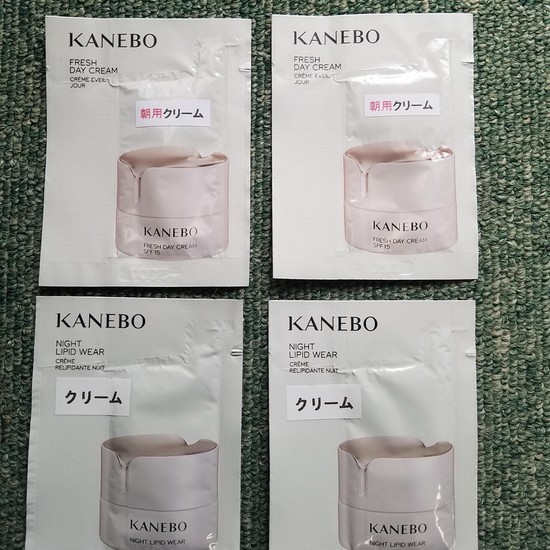 KANEBO
FRESH
DAY CREAM
CRÈME ÉVEIL
JOUR
朝用クリーム
KANEBO
FRESH DAY CREAM
SPF15
KANEBO
FRESH
DAY CREAM
CRÈME ÉVEIL
JOUR
朝用クリーム
KANEBO
FRESH DAY CREAM
SPF15
KANEBO
NIGHT
LIPID WEAR
CRÈME
RELIPIDANTE NUIT
クリーム
KANEBO
NIGHT LIPID WEAR
KANEBO
NIGHT
LIPID WEAR
CRÈME
RELIPIDANTE NUIT
クリーム
KANEBO
NIGHT LIPID WEAR